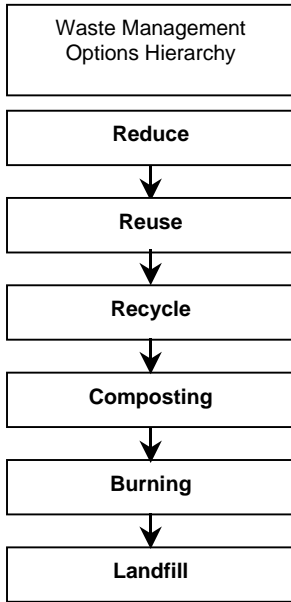 Waste Management
Options Hierarchy
Reduce
Reuse
Recycle
Composting
Burning
Landfill